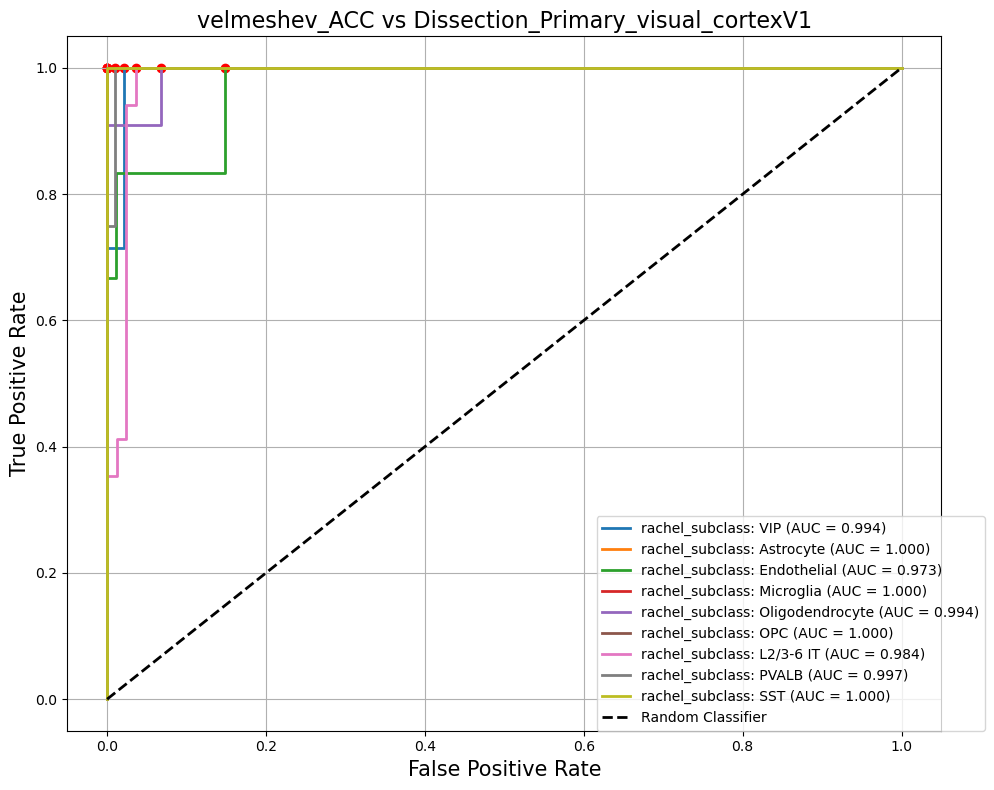 velmeshev_ACC vs Dissection_Primary_visual_cortexV1
True Positive Rate
1.0
0.8
0.6
0.4
0.2
0.0
rachel_subclass: VIP (AUC = 0.994)
rachel_subclass: Astrocyte (AUC = 1.000)
rachel_subclass: Endothelial (AUC = 0.973)
rachel_subclass: Microglia (AUC = 1.000)
rachel_subclass: Oligodendrocyte (AUC = 0.994)
rachel_subclass: OPC (AUC = 1.000)
rachel_subclass: L2/3-6 IT (AUC = 0.984)
rachel_subclass: PVALB (AUC = 0.997)
rachel_subclass: SST (AUC = 1.000)
Random Classifier
0.0 0.2 0.4 0.6 0.8 1.0
False Positive Rate